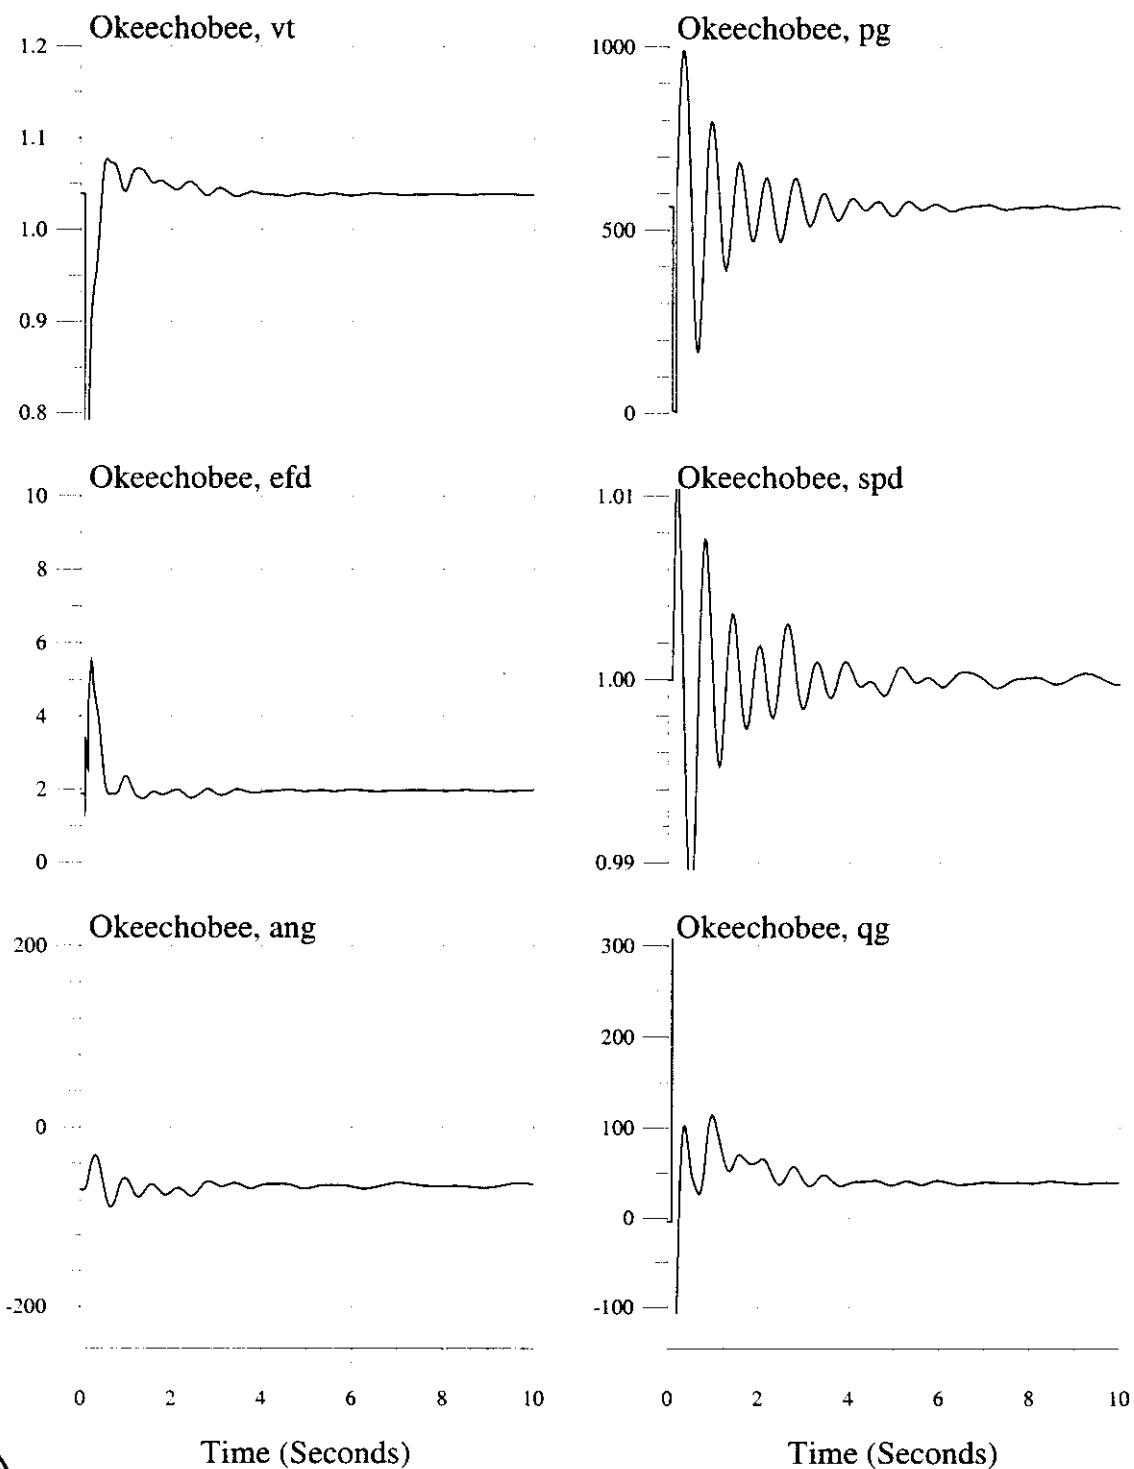 Okeechobee, vt
1.2
1.1
1.0
0.9
0.8
Okeechobee, pg
1000
500
0
Okeechobee, efd
10
8
6
4
2
0
Okeechobee, spd
1.01
1.00
0.99
Okeechobee, ang
200
0
-200
0 2 4 6 8 10
Time (Seconds)
Okeechobee, qg
300
200
100
0
-100
0 2 4 6 8 10
Time (Seconds)